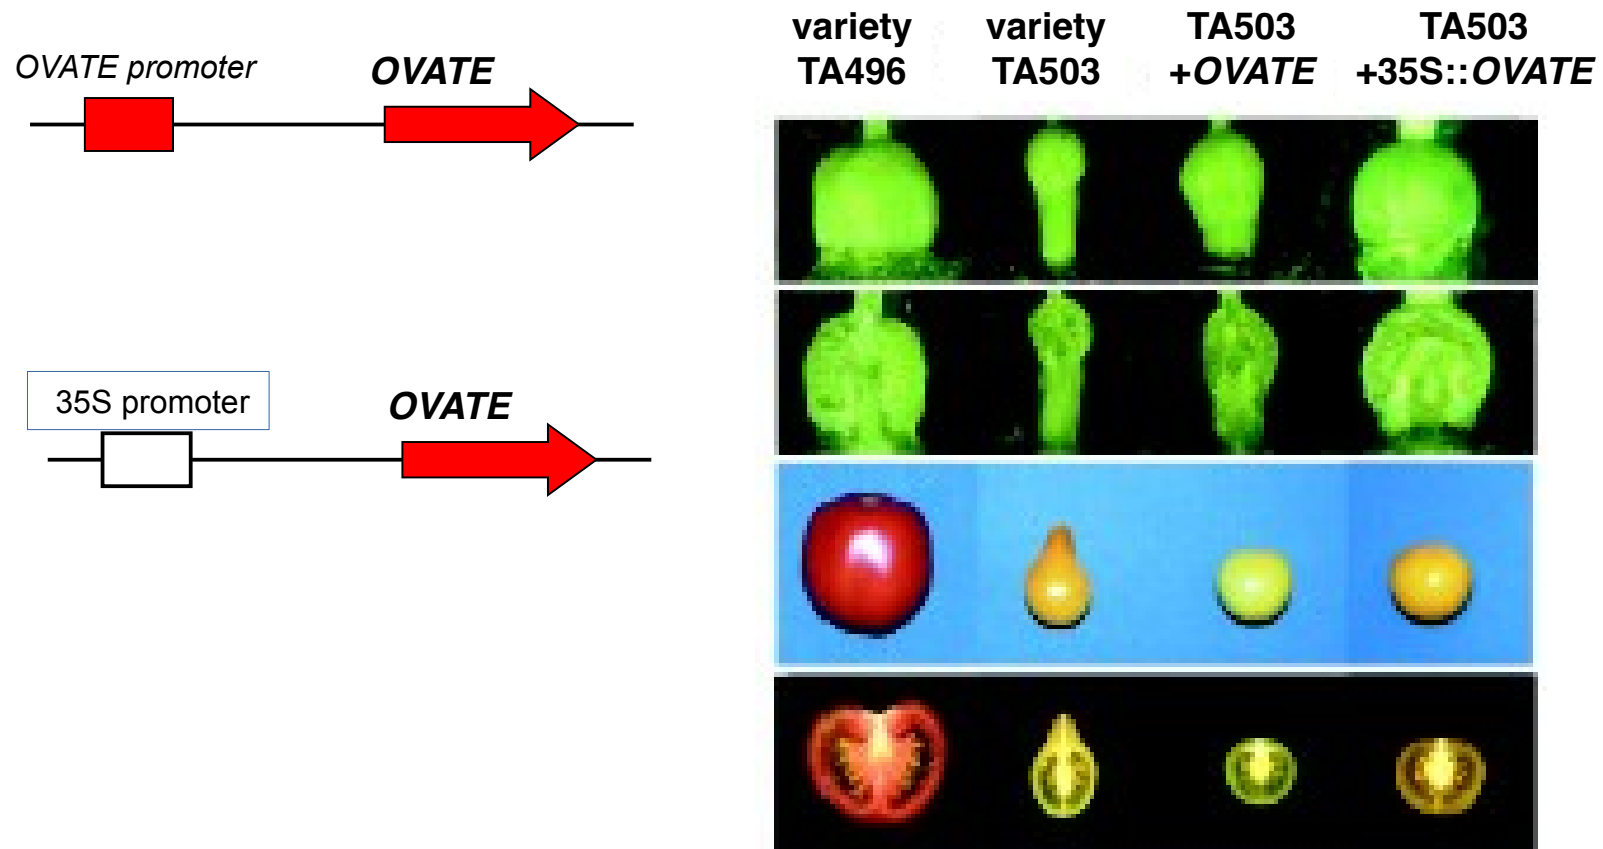 OVATE promoter
OVATE
35S promoter
OVATE
variety
TA496
variety
TA503
TA503
+OVATE
TA503
+35S::OVATE